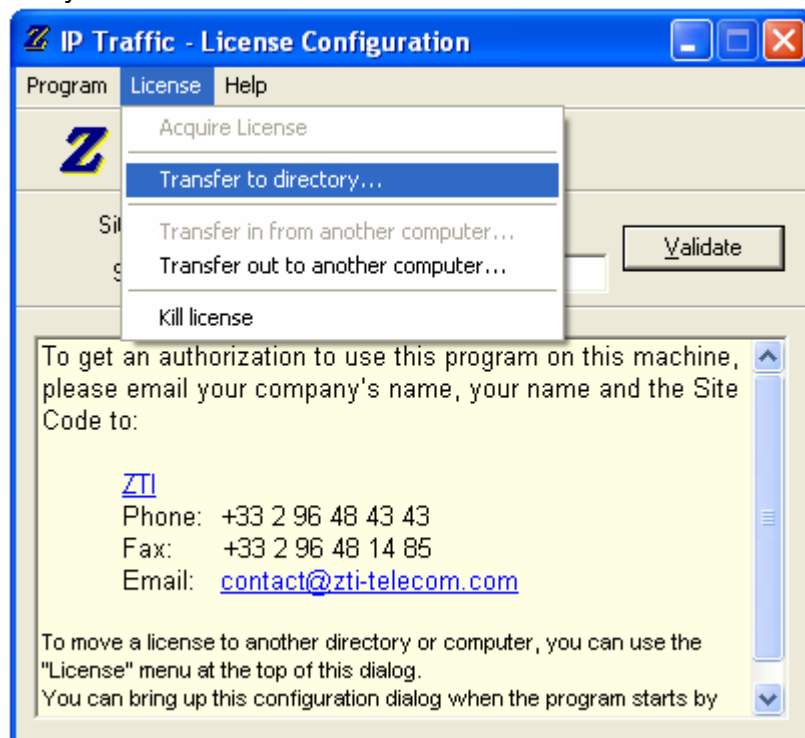 IP Traffic - License Configuration
Program License Help
Acquire License
Transfer to directory...
Transfer in from another computer...
Transfer out to another computer...
Kill license
Validate
To get an authorization to use this program on this machine,
please email your company's name, your name and the Site
Code to:
ZTI
Phone: +33 2 96 48 43 43
Fax: +33 2 96 48 14 85
Email: contact@zti-telecom.com
To move a license to another directory or computer, you can use the
"License" menu at the top of this dialog.
You can bring up this configuration dialog when the program starts by